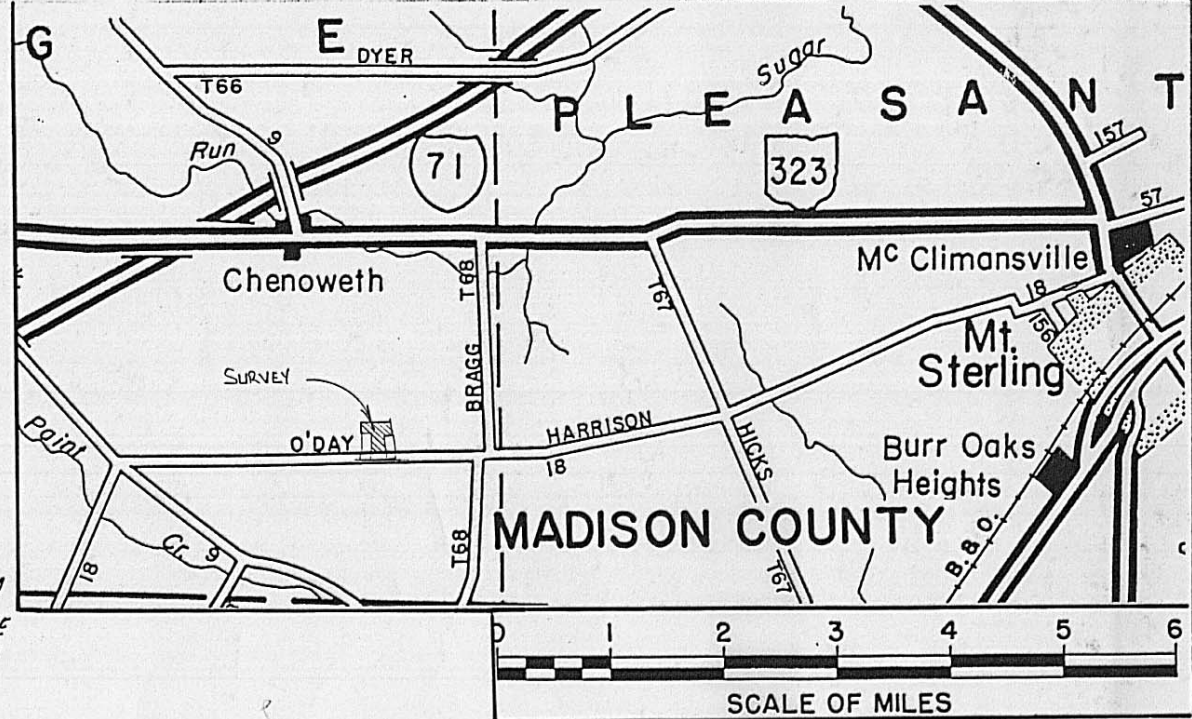 G E
DYER
T66
9
Run
71
Sugar
P L E A S A N T
323
157
57
Chenoweth
T68
BRAGG
T67
Mc Climansville
18
156
Mt.
Sterling
SURVEY
O'DAY
HARRISON
18
HICKS
Burr Oaks
Heights
Paint
Cr.
9
18
T68
MADISON COUNTY
T67
B.&O.
0 1 2 3 4 5 6
SCALE OF MILES